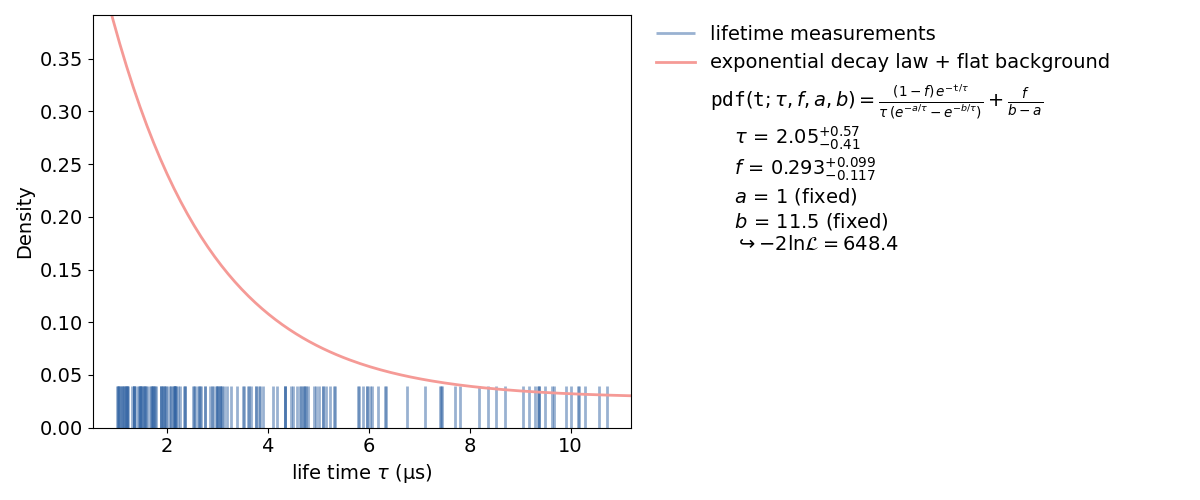 0.35
0.30
0.25
0.20
0.15
0.10
0.05
0.00
Density
2 4 6 8 10
life time τ (μs)
lifetime measurements
exponential decay law + flat background
pdf(t; τ, f, a, b) = \frac{(1−f) e^{−t/τ}}{τ (e^{−a/τ} − e^{−b/τ})} + \frac{f}{b−a}
τ = 2.05^{+0.57}_{−0.41}
f = 0.293^{+0.099}_{−0.117}
a = 1 (fixed)
b = 11.5 (fixed)
↪ −2lnℒ = 648.4